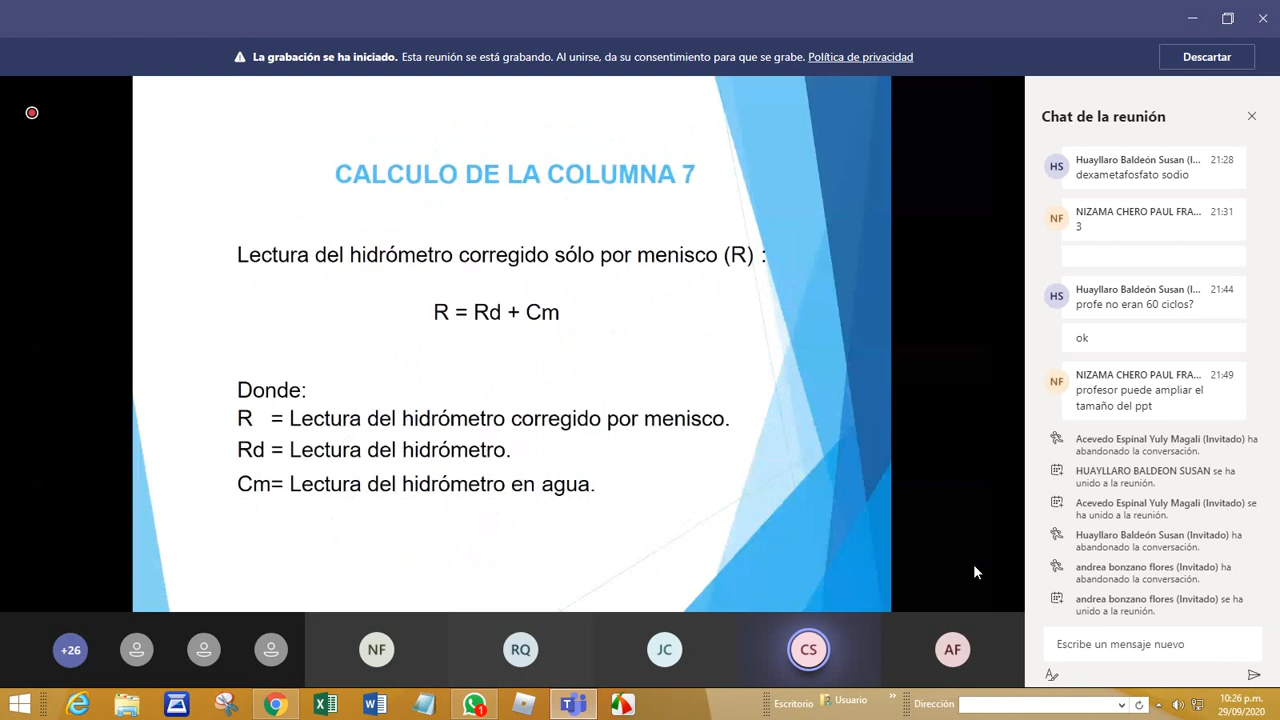 La grabación se ha iniciado. Esta reunión se está grabando. Al unirse, da su consentimiento para que se grabe. Política de privacidad
Descartar
CALCULO DE LA COLUMNA 7
Lectura del hidrómetro corregido sólo por menisco (R) :
R = Rd + Cm
Donde:
R = Lectura del hidrómetro corregido por menisco.
Rd = Lectura del hidrómetro.
Cm= Lectura del hidrómetro en agua.
Chat de la reunión
HS
Huayllaro Baldeón Susan (I... 21:28
dexametafosfato sodio
NF
NIZAMA CHERO PAUL FRA... 21:31
3
HS
Huayllaro Baldeón Susan (I... 21:44
profe no eran 60 ciclos?
ok
NF
NIZAMA CHERO PAUL FRA... 21:49
profesor puede ampliar el
tamaño del ppt
Acevedo Espinal Yuly Magali (Invitado) ha
abandonado la conversación.
HUAYLLARO BALDEON SUSAN se ha
unido a la reunión.
Acevedo Espinal Yuly Magali (Invitado) se
ha unido a la reunión.
Huayllaro Baldeón Susan (Invitado) ha
abandonado la conversación.
andrea bonzano flores (Invitado) ha
abandonado la conversación.
andrea bonzano flores (Invitado) se ha
unido a la reunión.
Escribe un mensaje nuevo
+26
NF
RQ
JC
CS
AF
Escritorio
Usuario
»
Dirección
10:26 p.m.
29/09/2020